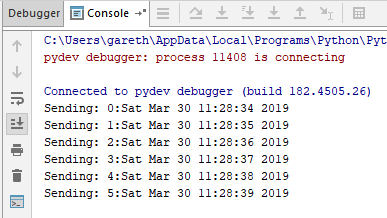 Debugger Console
C:\Users\gareth\AppData\Local\Programs\Python\Pyt
pydev debugger: process 11408 is connecting
Connected to pydev debugger (build 182.4505.26)
Sending: 0:Sat Mar 30 11:28:34 2019
Sending: 1:Sat Mar 30 11:28:35 2019
Sending: 2:Sat Mar 30 11:28:36 2019
Sending: 3:Sat Mar 30 11:28:37 2019
Sending: 4:Sat Mar 30 11:28:38 2019
Sending: 5:Sat Mar 30 11:28:39 2019